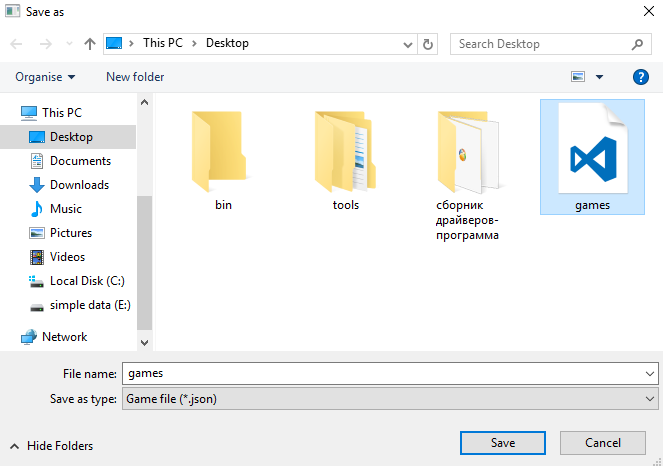 Save as
This PC
Desktop
Search Desktop
Organise
New folder
This PC
Desktop
Documents
Downloads
Music
Pictures
Videos
Local Disk (C:)
simple data (E:)
Network
bin
tools
сборник
драйверов-
программа
games
File name:
games
Save as type:
Game file (*.json)
Hide Folders
Save
Cancel